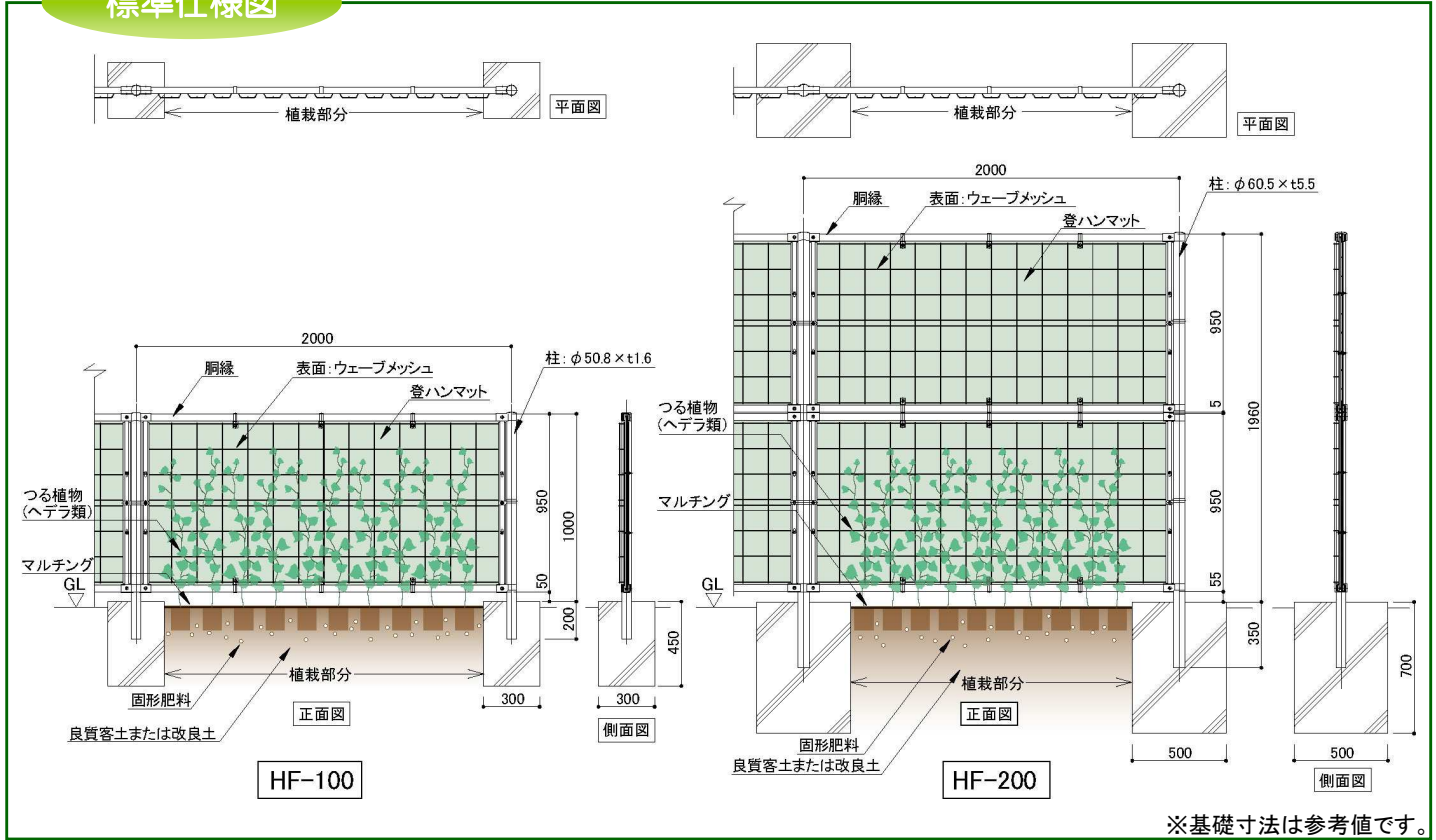 標準仕様図
植栽部分
平面図
2000
胴縁
表面:ウェーブメッシュ
登ハンマット
柱:φ50.8×t1.6
つる植物
(ヘデラ類)
マルチング
GL
950
50
1000
200
450
植栽部分
固形肥料
良質客土または改良土
正面図
300
300
側面図
HF-100
植栽部分
平面図
2000
胴縁
表面:ウェーブメッシュ
登ハンマット
柱:φ60.5×t5.5
つる植物
(ヘデラ類)
マルチング
GL
950
5
950
55
1960
350
700
植栽部分
正面図
固形肥料
良質客土または改良土
500
500
側面図
HF-200
※基礎寸法は参考値です。